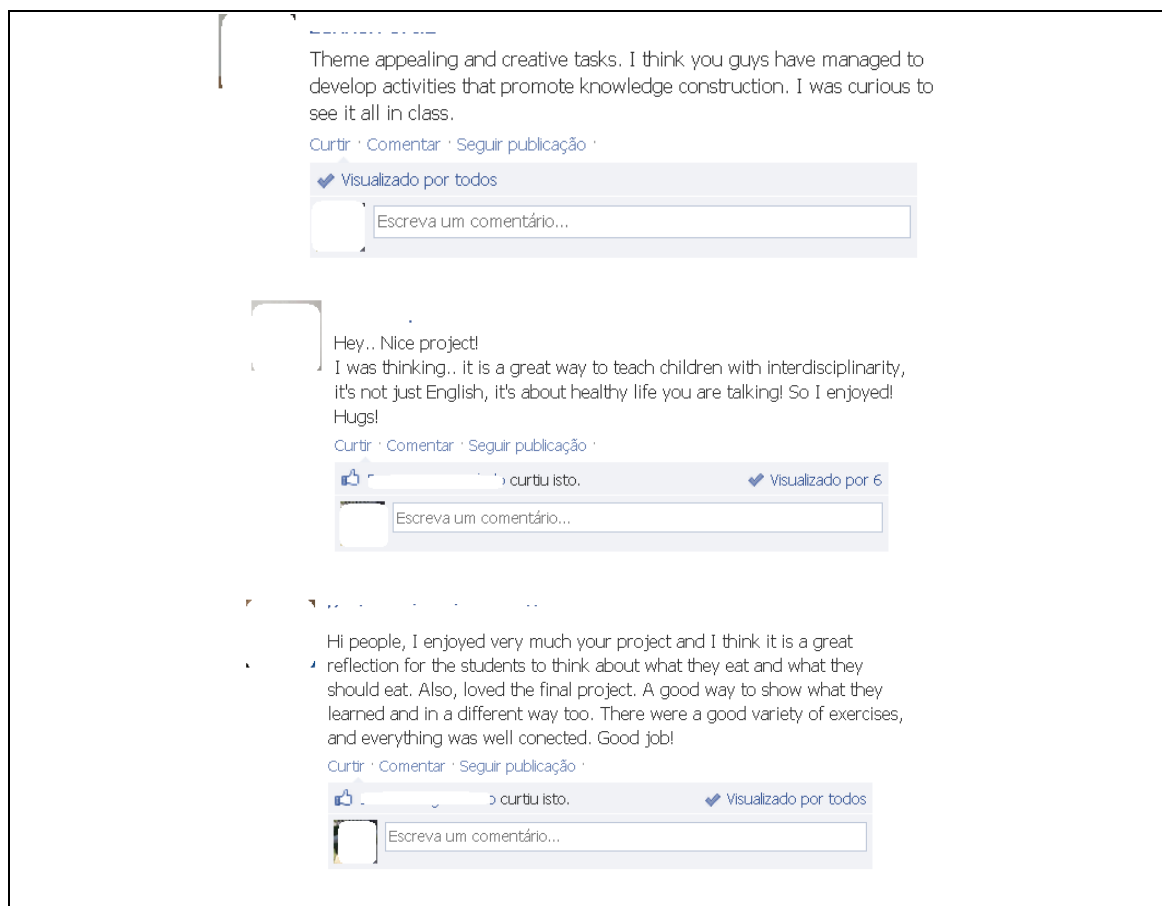 Theme appealing and creative tasks. I think you guys have managed to
develop activities that promote knowledge construction. I was curious to
see it all in class.
Curtir · Comentar · Seguir publicação ·
Visualizado por todos
Escreva um comentário...
Hey.. Nice project!
I was thinking.. it is a great way to teach children with interdisciplinarity,
it's not just English, it's about healthy life you are talking! So I enjoyed!
Hugs!
Curtir · Comentar · Seguir publicação ·
curtiu isto. Visualizado por 6
Escreva um comentário...
Hi people, I enjoyed very much your project and I think it is a great
reflection for the students to think about what they eat and what they
should eat. Also, loved the final project. A good way to show what they
learned and in a different way too. There were a good variety of exercises,
and everything was well conected. Good job!
Curtir · Comentar · Seguir publicação ·
curtiu isto. Visualizado por todos
Escreva um comentário...